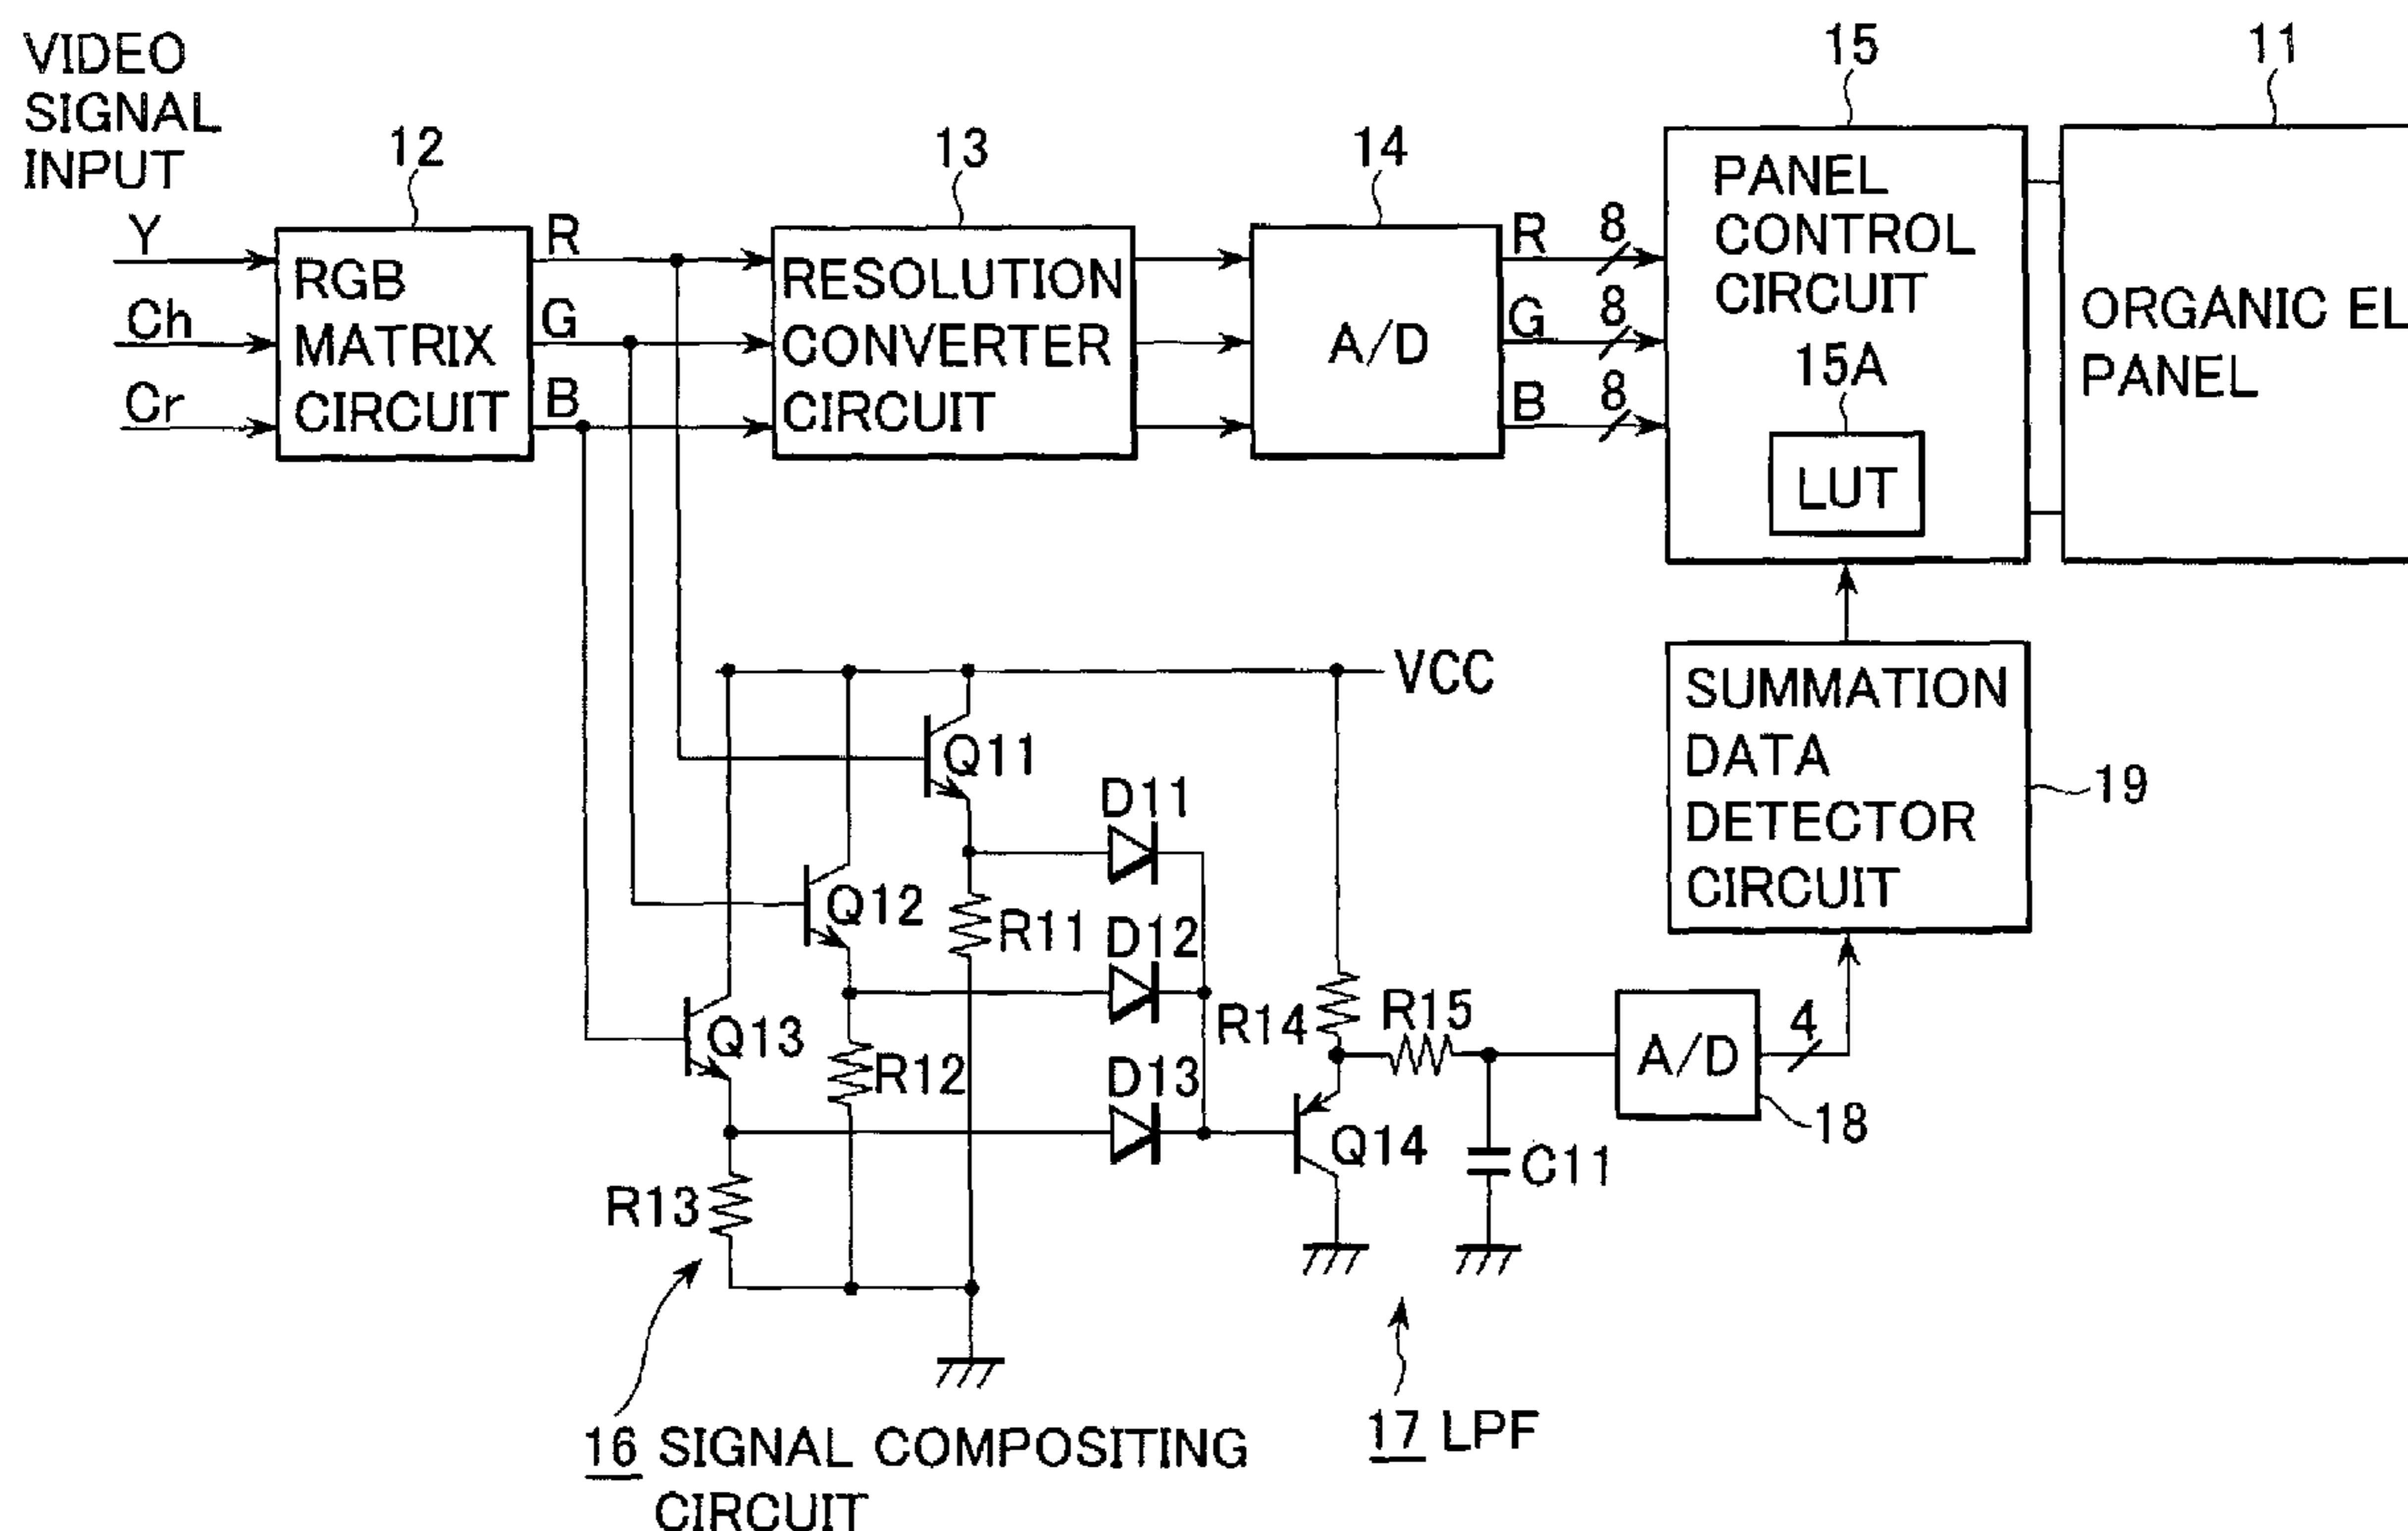 VIDEO
SIGNAL
INPUT
Y
Ch
Cr
12
RGB
MATRIX
CIRCUIT
R
G
B
13
RESOLUTION
CONVERTER
CIRCUIT
14
A/D
R
8
G
8
B
8
15
PANEL
CONTROL
CIRCUIT
15A
LUT
11
ORGANIC EL
PANEL
VCC
Q11
D11
Q12
R11
D12
Q13
R12
D13
R13
R14
R15
Q14
C11
A/D
4
18
SUMMATION
DATA
DETECTOR
CIRCUIT
19
16 SIGNAL COMPOSITING
CIRCUIT
17 LPF